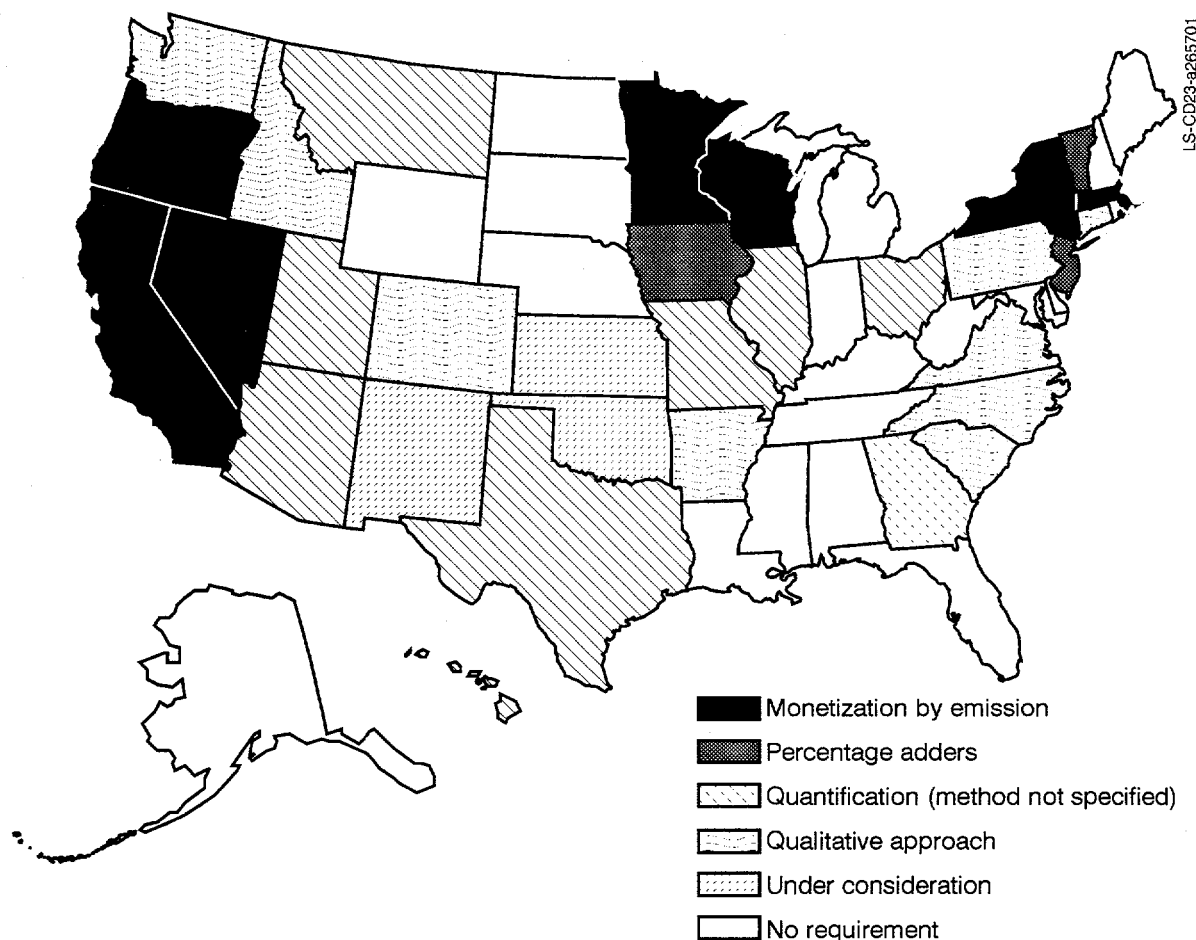 LS-CD23-a265701
Monetization by emission
Percentage adders
Quantification (method not specified)
Qualitative approach
Under consideration
No requirement